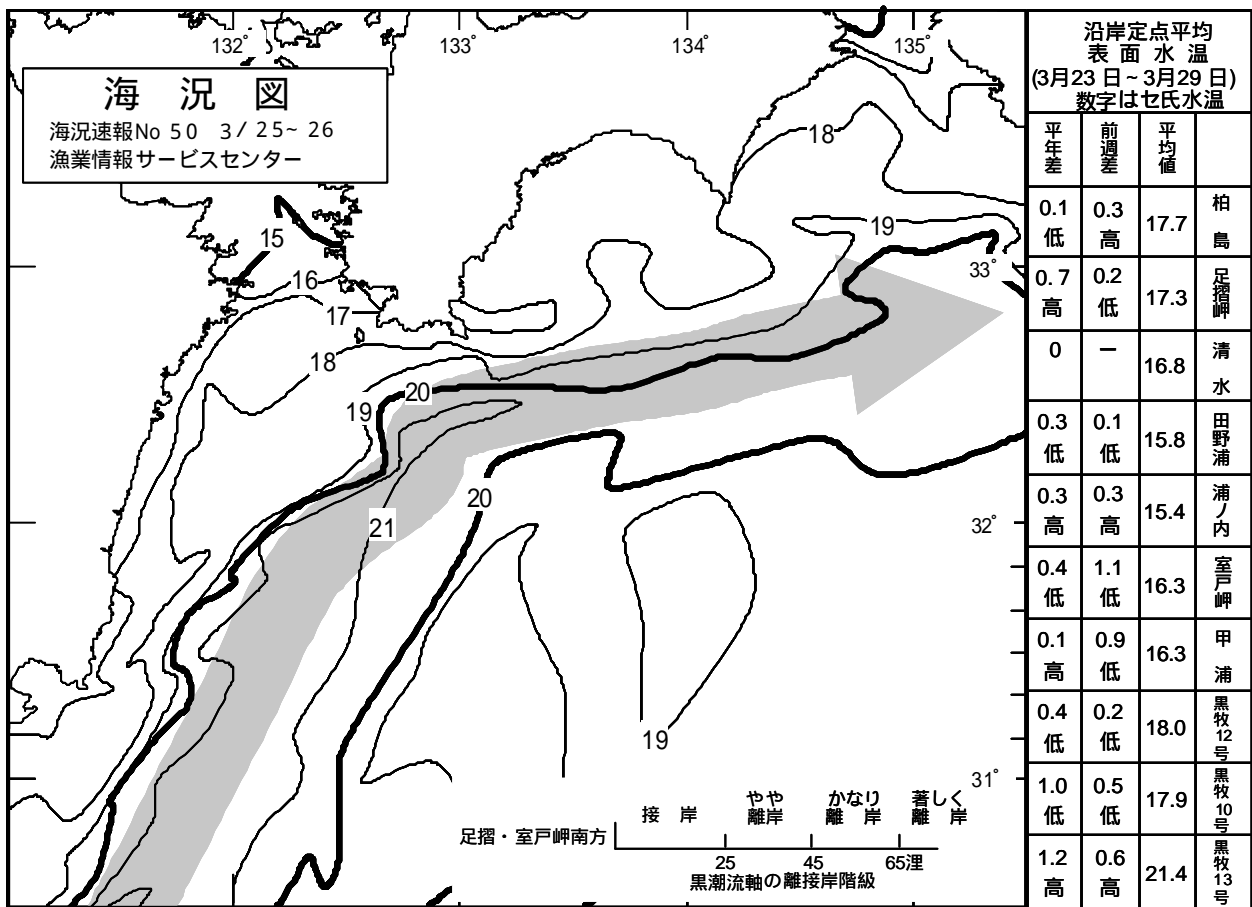 132°
133°
134°
135°
海 況 図
海況速報No 50 3/25~26
漁業情報サービスセンター
18
15
16
17
18
19
20
19
33°
20
21
32°
19
31°
接 岸
やや
離岸
かなり
離 岸
著しく
離 岸
足摺・室戸岬南方
25 45 65浬
黒潮流軸の離接岸階級
沿岸定点平均
表 面 水 温
(3月23 日~3月29 日)
数字はセ氏水温
平年差 前週差 平均値
0.1低 0.3高 17.7 柏島
0.7高 0.2低 17.3 足摺岬
0 － 16.8 清水
0.3低 0.1低 15.8 田野浦
0.3高 0.3高 15.4 浦ノ内
0.4低 1.1低 16.3 室戸岬
0.1高 0.9低 16.3 甲浦
0.4低 0.2低 18.0 黒牧12号
1.0低 0.5低 17.9 黒牧10号
1.2高 0.6高 21.4 黒牧13号